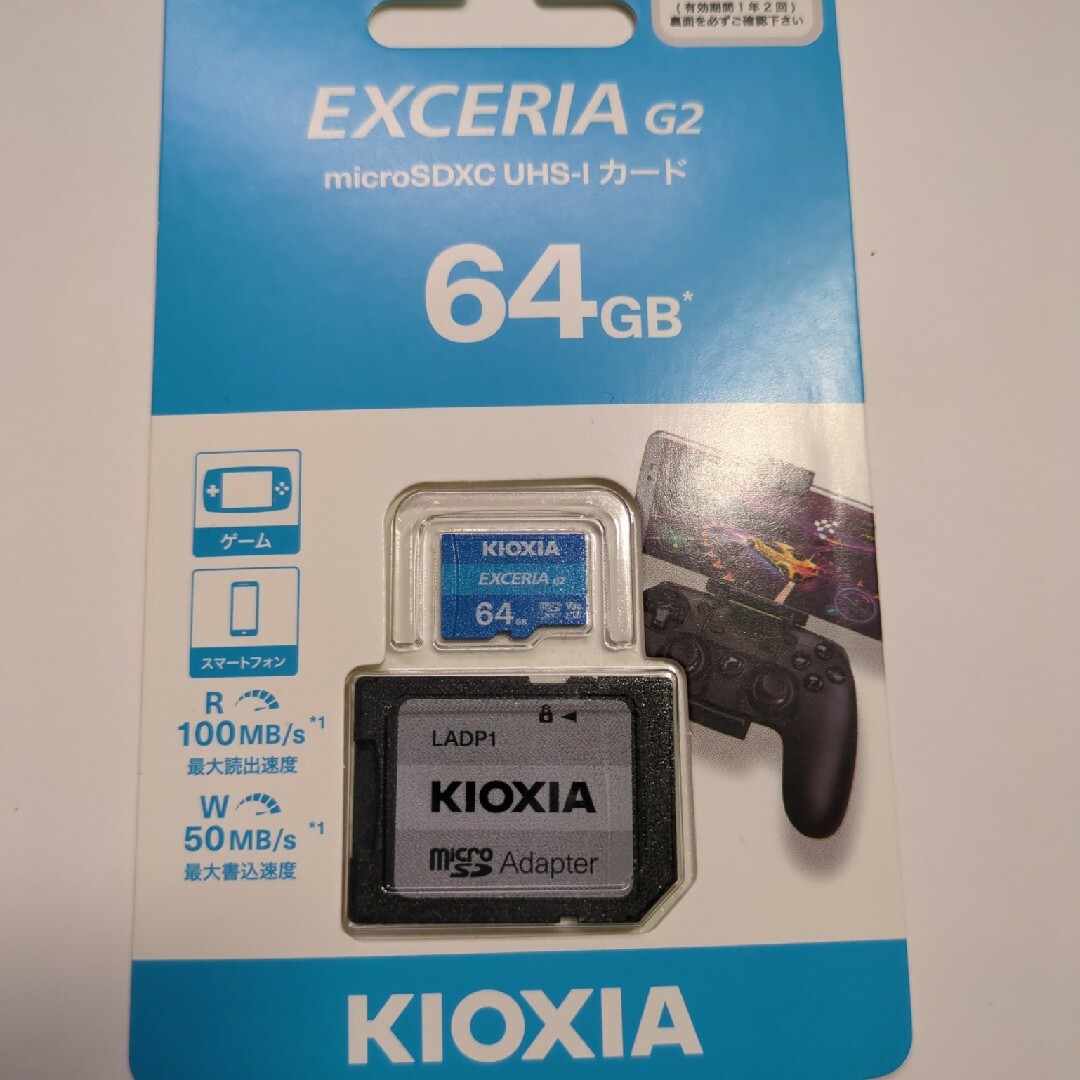 (有効期間1年2回)
裏面を必ずご確認下さい
EXCERIA G2
microSDXC UHS-I カード
64GB*
ゲーム
スマートフォン
R
100MB/s*1
最大読出速度
W
50MB/s*1
最大書込速度
KIOXIA
EXCERIA G2
64GB
LADP1
KIOXIA
micro SD Adapter
KIOXIA